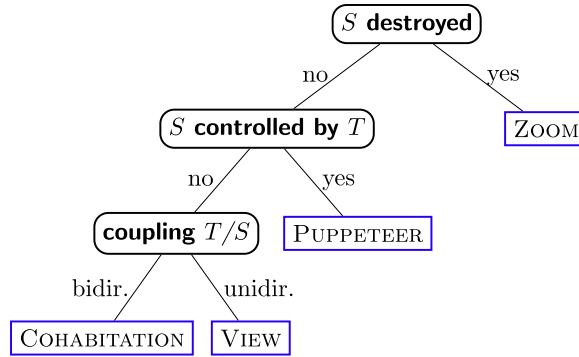 S destroyed
no
yes
S controlled by T
ZOOM
no
yes
coupling T/S
PUPPETEER
bidir.
unidir.
COHABITATION
VIEW